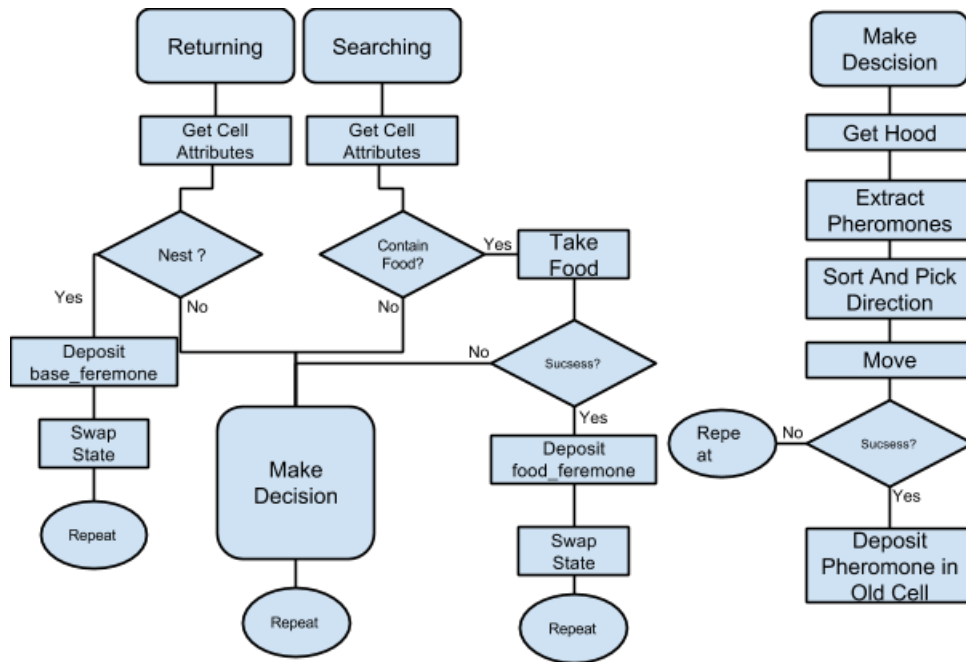 Returning
Get Cell
Attributes
Nest ?
Yes
No
Deposit
base_feremone
Swap
State
Repeat
Searching
Get Cell
Attributes
Contain
Food?
Yes
No
Take
Food
Sucsess?
No
Yes
Deposit
food_feremone
Swap
State
Repeat
Make
Decision
Repeat
Make
Descision
Get Hood
Extract
Pheromones
Sort And Pick
Direction
Move
Sucsess?
No
Repe
at
Yes
Deposit
Pheromone in
Old Cell